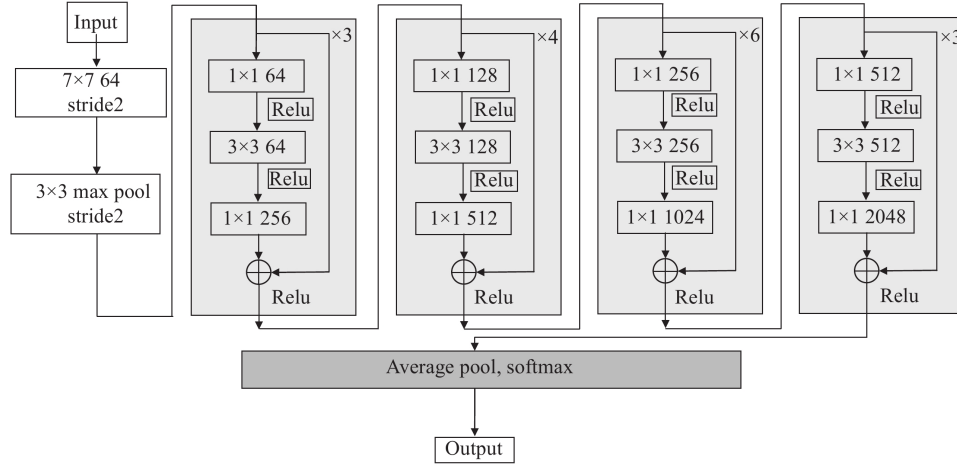 Input
7×7 64
stride2
3×3 max pool
stride2
×3
1×1 64
Relu
3×3 64
Relu
1×1 256
Relu
×4
1×1 128
Relu
3×3 128
Relu
1×1 512
Relu
×6
1×1 256
Relu
3×3 256
Relu
1×1 1024
Relu
×3
1×1 512
Relu
3×3 512
Relu
1×1 2048
Relu
Average pool, softmax
Output